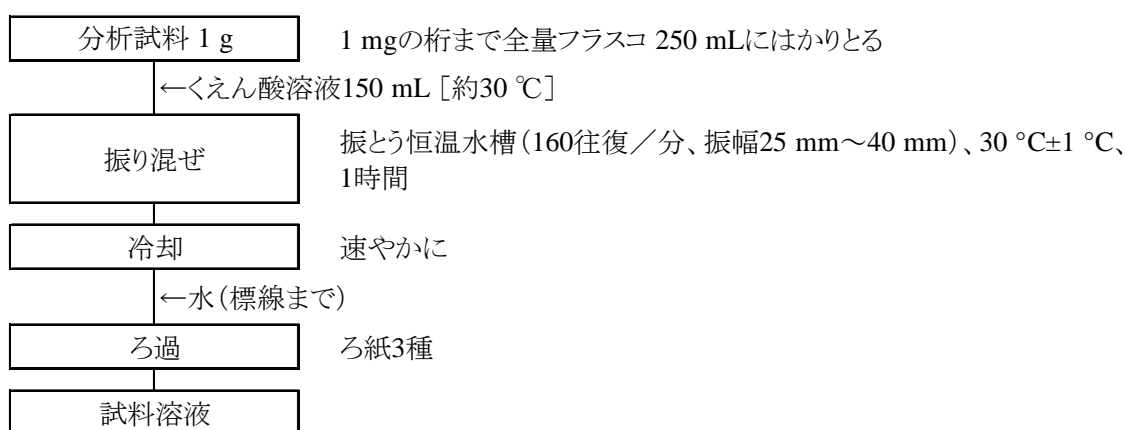 分析試料 1 g
1 mgの桁まで全量フラスコ 250 mLにはかりとる
←くえん酸溶液150 mL [約30 ℃]
振り混ぜ
振とう恒温水槽(160往復/分、振幅25 mm～40 mm)、30 °C±1 °C、
1時間
冷却
速やかに
←水(標線まで)
ろ過
ろ紙3種
試料溶液